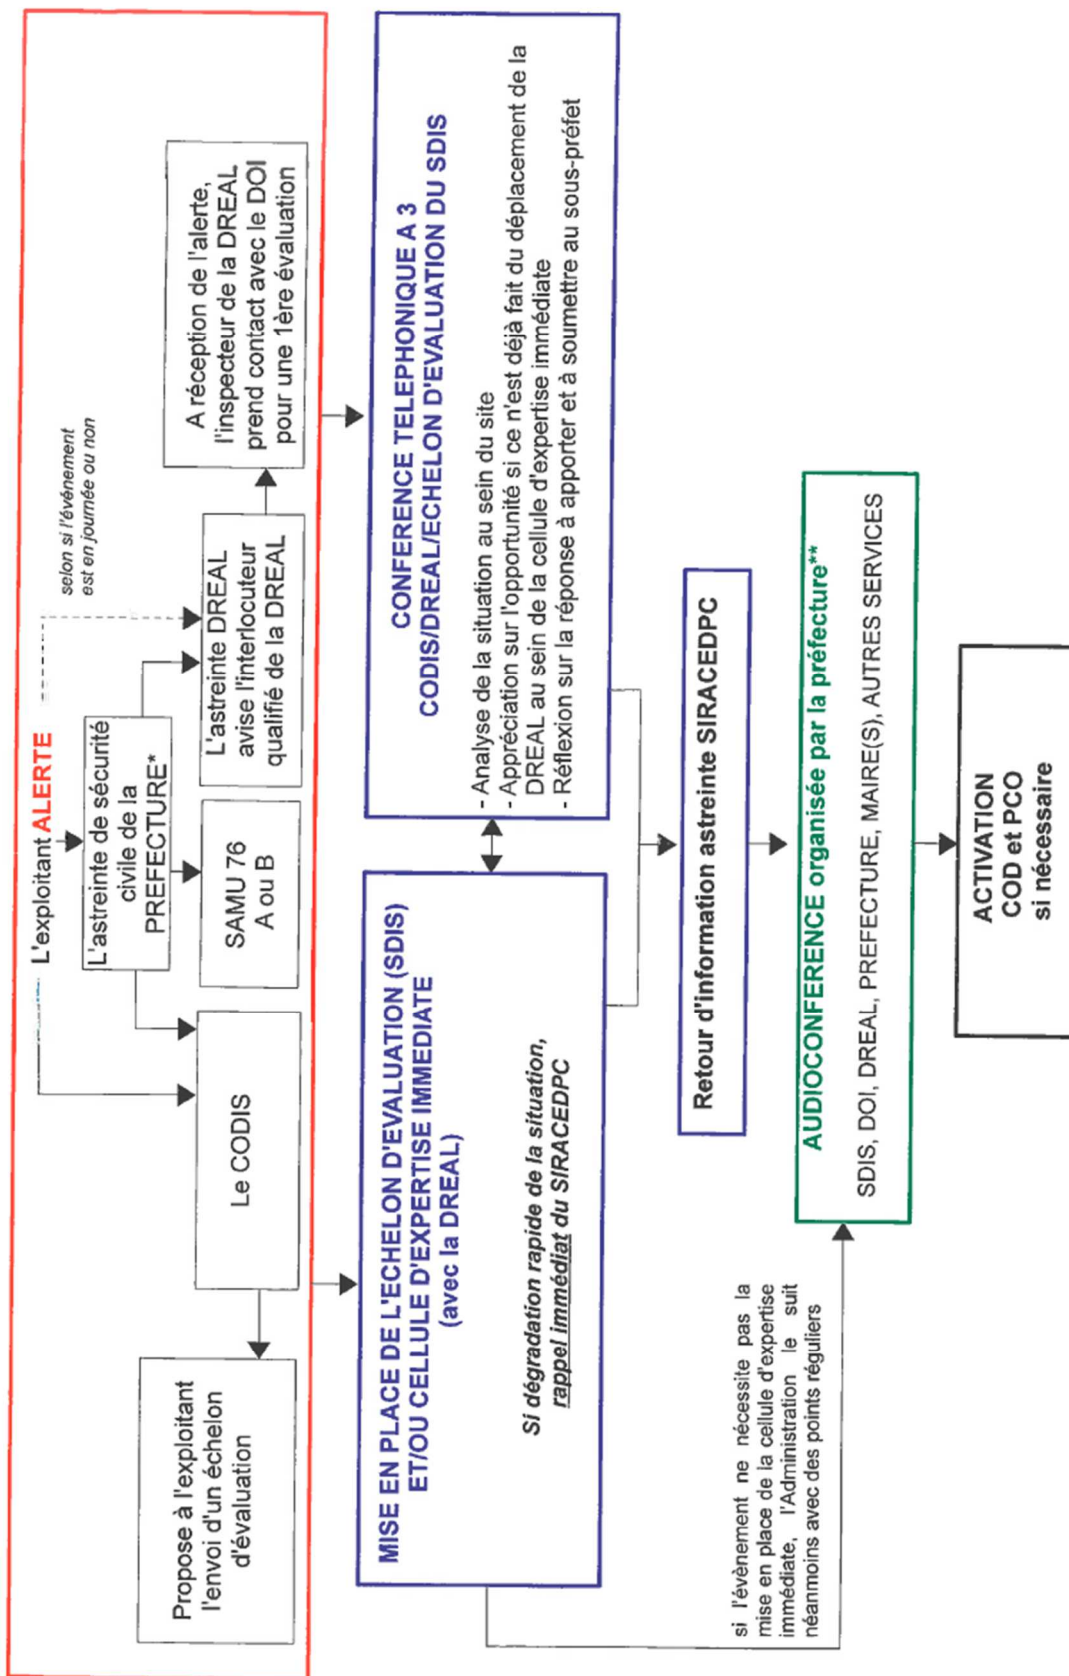 L'exploitant ALERTE
selon si l'événement
est en journée ou non
L'astreinte de sécurité
civile de la
PREFECTURE*
Propose à l'exploitant
l'envoi d'un échelon
d'évaluation
Le CODIS
SAMU 76
A ou B
L'astreinte DREAL
avise l'interlocuteur
qualifié de la DREAL
A réception de l'alerte,
l'inspecteur de la DREAL
prend contact avec le DOI
pour une 1ère évaluation
MISE EN PLACE DE L'ECHELON D'EVALUATION (SDIS)
ET/OU CELLULE D'EXPERTISE IMMEDIATE
(avec la DREAL)
Si dégradation rapide de la situation,
rappel immédiat du SIRACEDPC
CONFERENCE TELEPHONIQUE A 3
CODIS/DREAL/ECHELON D'EVALUATION DU SDIS
- Analyse de la situation au sein du site
- Appréciation sur l'opportunité si ce n'est déjà fait du déplacement de la
DREAL au sein de la cellule d'expertise immédiate
- Réflexion sur la réponse à apporter et à soumettre au sous-préfet
Retour d'information astreinte SIRACEDPC
si l'évènement ne nécessite pas la
mise en place de la cellule d'expertise
immédiate, l'Administration le suit
néanmoins avec des points réguliers
AUDIOCONFERENCE organisée par la préfecture**
SDIS, DOI, DREAL, PREFECTURE, MAIRE(S), AUTRES SERVICES
ACTIVATION
COD et PCO
si nécessaire